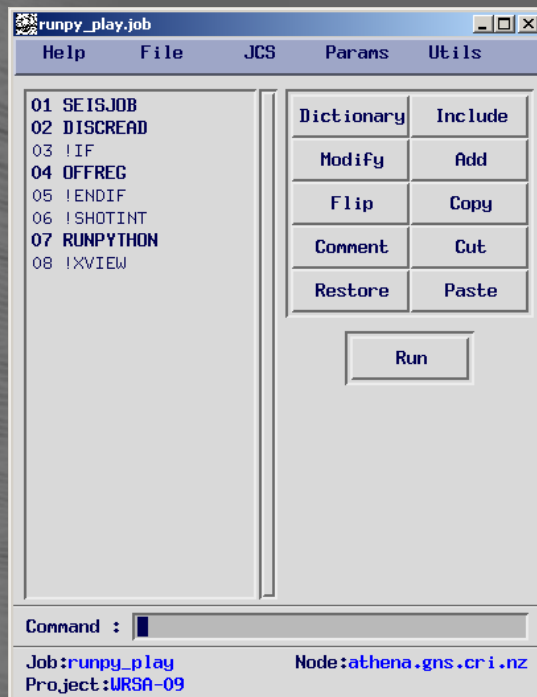 runpy_play.job
Help File JCS Params Utils
01 SEISJOB
02 DISCREAD
03 !IF
04 OFFREG
05 !ENDIF
06 !SHOTINT
07 RUNPYTHON
08 !XVIEW
Dictionary Include
Modify Add
Flip Copy
Comment Cut
Restore Paste
Run
Command :
Job:runpy_play Node:athena.gns.cri.nz
Project:WRSA-09